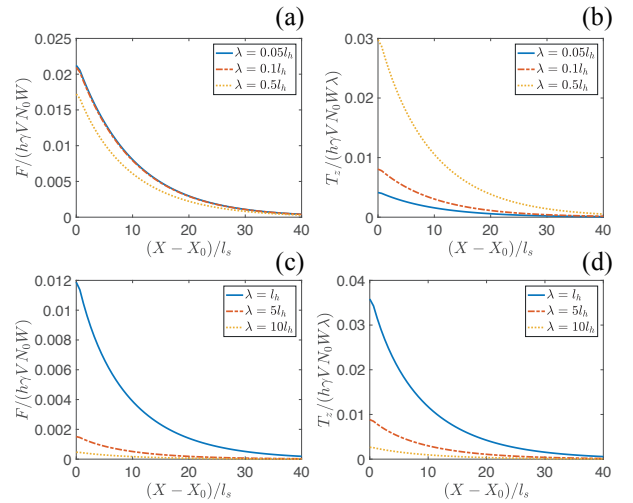 (a)
0.025
0.02
0.015
0.01
0.005
0
F/(hγVN₀W)
λ = 0.05l_h
λ = 0.1l_h
λ = 0.5l_h
0 10 20 30 40
(X − X₀)/l_s
(b)
0.03
0.02
0.01
0
T_z/(hγVN₀Wλ)
λ = 0.05l_h
λ = 0.1l_h
λ = 0.5l_h
0 10 20 30 40
(X − X₀)/l_s
(c)
0.012
0.01
0.008
0.006
0.004
0.002
0
F/(hγVN₀W)
λ = l_h
λ = 5l_h
λ = 10l_h
0 10 20 30 40
(X − X₀)/l_s
(d)
0.04
0.03
0.02
0.01
0
T_z/(hγVN₀Wλ)
λ = l_h
λ = 5l_h
λ = 10l_h
0 10 20 30 40
(X − X₀)/l_s